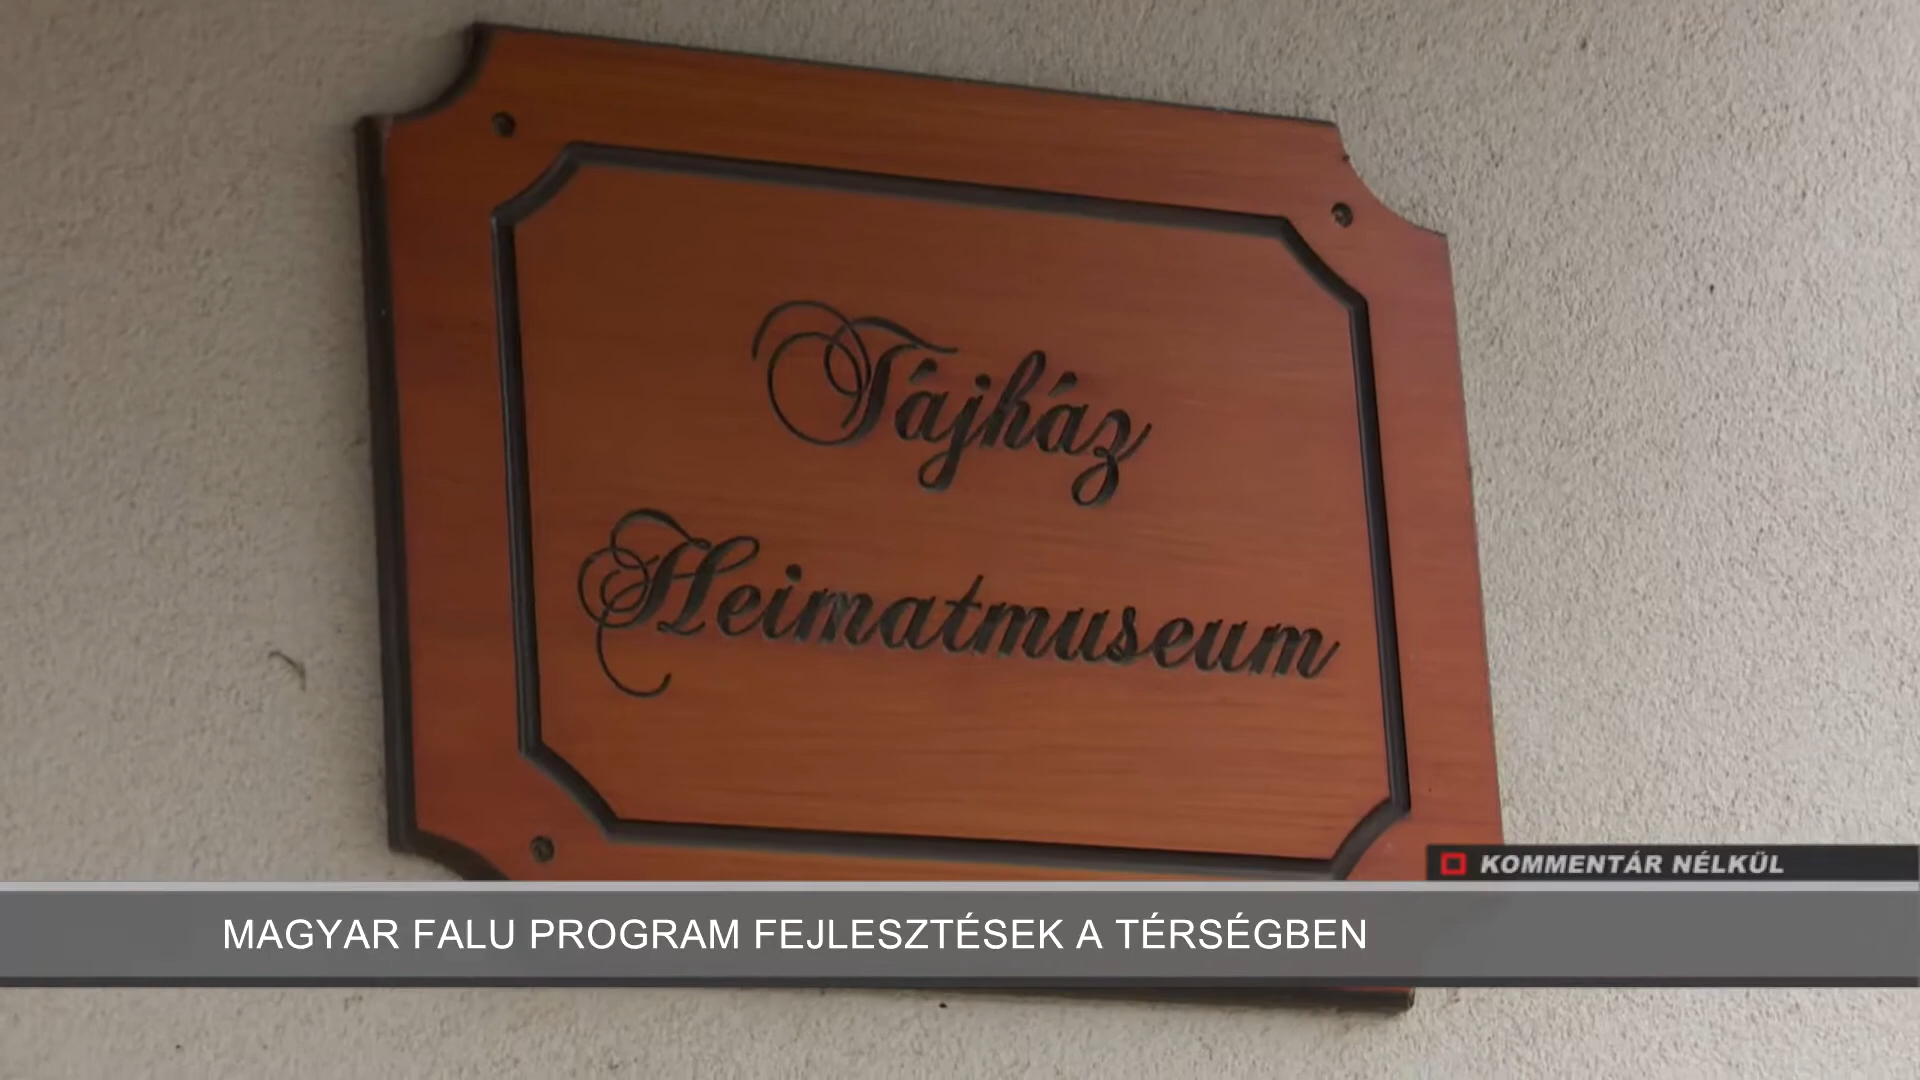 Tájház
Heimatmuseum
KOMMENTÁR NÉLKÜL
MAGYAR FALU PROGRAM FEJLESZTÉSEK A TÉRSÉGBEN